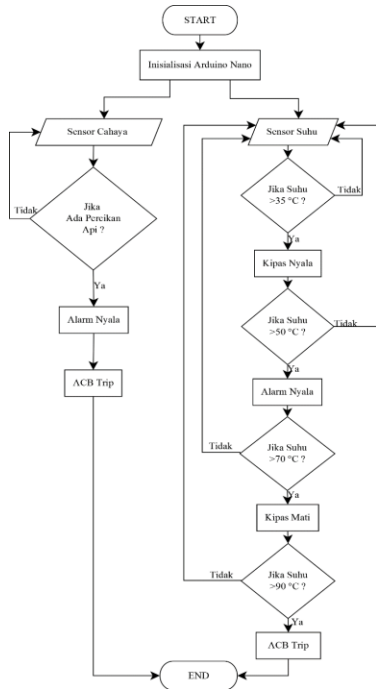 START
Inisialisasi Arduino Nano
Sensor Cahaya
Jika
Ada Percikan
Api ?
Tidak
Ya
Alarm Nyala
ACB Trip
Sensor Suhu
Jika Suhu
>35 °C ?
Tidak
Ya
Kipas Nyala
Jika Suhu
>50 °C ?
Tidak
Ya
Alarm Nyala
Jika Suhu
>70 °C ?
Tidak
Ya
Kipas Mati
Jika Suhu
>90 °C ?
Tidak
Ya
ACB Trip
END